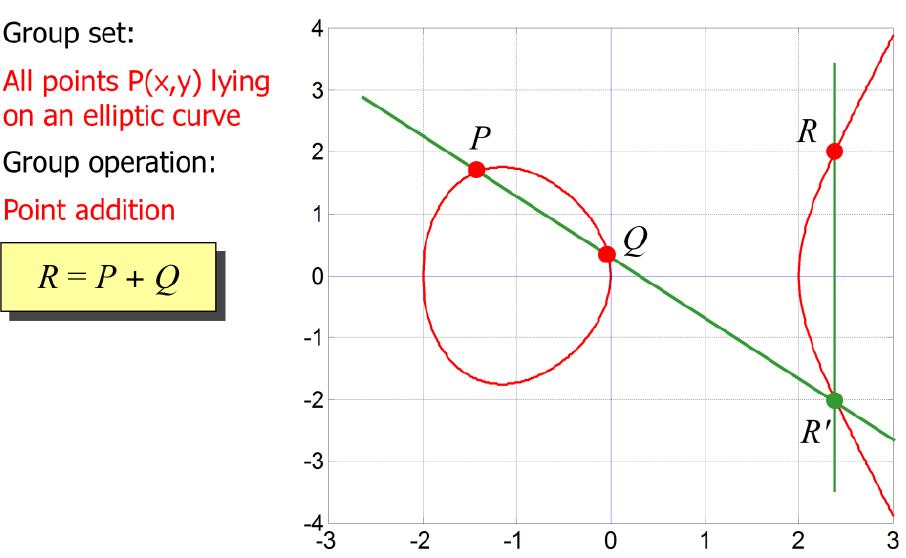 Group set:
All points P(x,y) lying
on an elliptic curve
Group operation:
Point addition
R = P + Q
4
3
2
1
0
-1
-2
-3
-4
-3
-2
-1
0
1
2
3
P
Q
R
R'